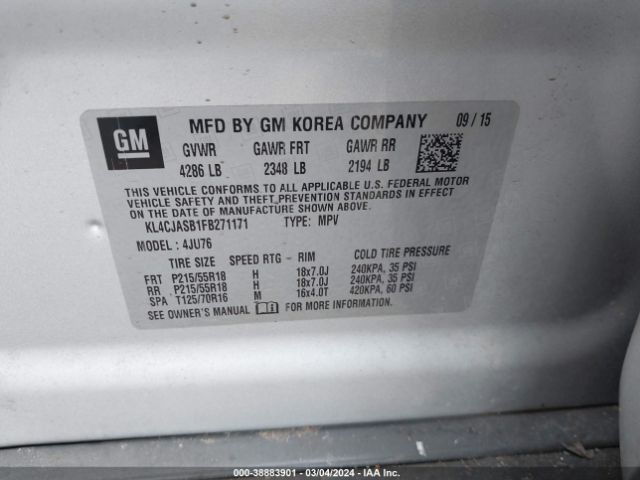 GM
MFD BY GM KOREA COMPANY 09 / 15
GVWR GAWR FRT GAWR RR
4286 LB 2348 LB 2194 LB
THIS VEHICLE CONFORMS TO ALL APPLICABLE U.S. FEDERAL MOTOR
VEHICLE SAFETY AND THEFT PREVENTION STANDARDS IN EFFECT
ON THE DATE OF MANUFACTURE SHOWN ABOVE.
KL4CJASB1FB271171 TYPE: MPV
MODEL : 4JU76
TIRE SIZE SPEED RTG - RIM COLD TIRE PRESSURE
FRT P215/55R18 H 18x7.0J 240KPA, 35 PSI
RR P215/55R18 H 18x7.0J 240KPA, 35 PSI
SPA T125/70R16 M 16x4.0T 420KPA, 60 PSI
SEE OWNER'S MANUAL FOR MORE INFORMATION.
000-38883901 - 03/04/2024 - IAA Inc.